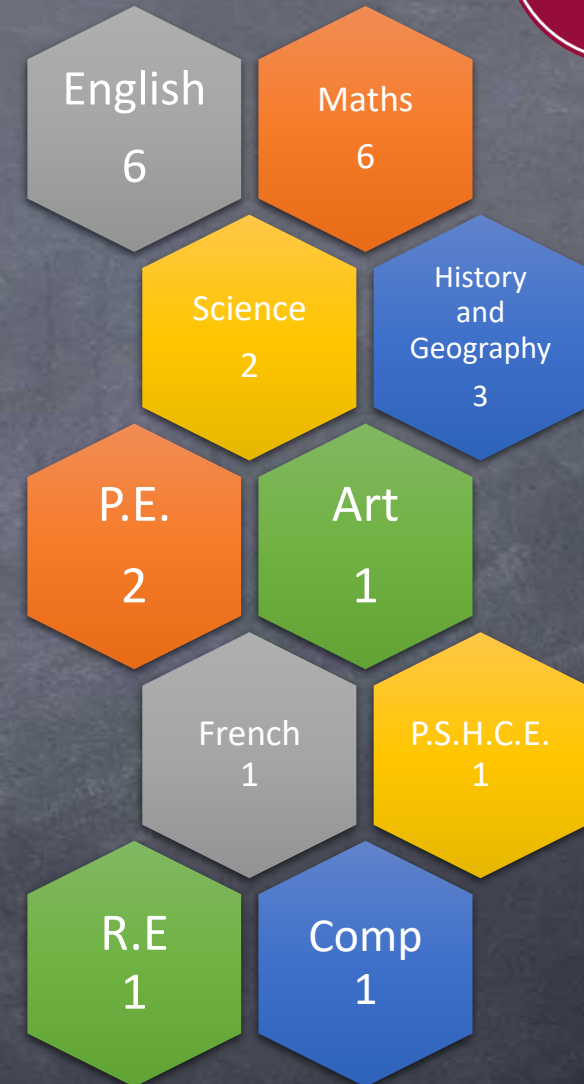 English
6
Maths
6
Science
2
History
and
Geography
3
P.E.
2
Art
1
French
1
P.S.H.C.E.
1
R.E
1
Comp
1